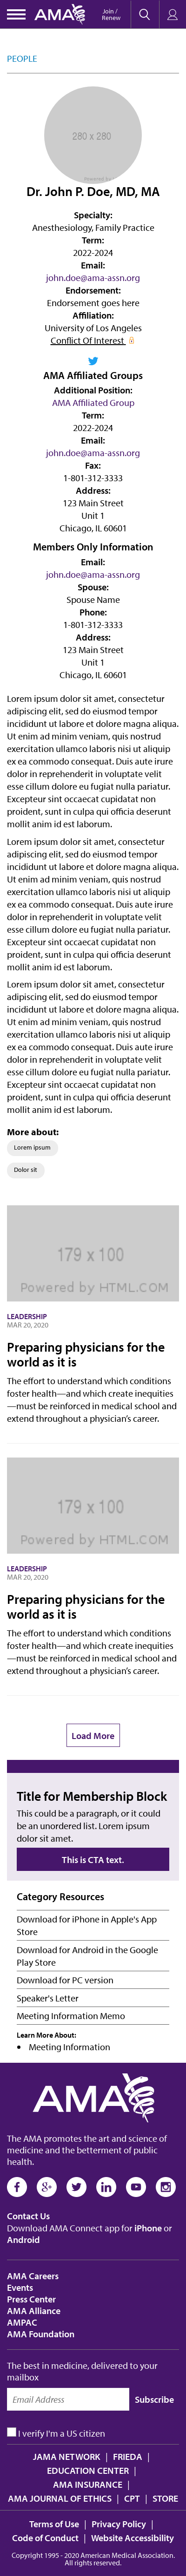 AMA
Join /
Renew
PEOPLE
280 x 280
Powered by
Dr. John P. Doe, MD, MA
Specialty:
Anesthesiology, Family Practice
Term:
2022-2024
Email:
john.doe@ama-assn.org
Endorsement:
Endorsement goes here
Affiliation:
University of Los Angeles
Conflict Of Interest
AMA Affiliated Groups
Additional Position:
AMA Affiliated Group
Term:
2022-2024
Email:
john.doe@ama-assn.org
Fax:
1-801-312-3333
Address:
123 Main Street
Unit 1
Chicago, IL 60601
Members Only Information
Email:
john.doe@ama-assn.org
Spouse:
Spouse Name
Phone:
1-801-312-3333
Address:
123 Main Street
Unit 1
Chicago, IL 60601
Lorem ipsum dolor sit amet, consectetur
adipiscing elit, sed do eiusmod tempor
incididunt ut labore et dolore magna aliqua.
Ut enim ad minim veniam, quis nostrud
exercitation ullamco laboris nisi ut aliquip
ex ea commodo consequat. Duis aute irure
dolor in reprehenderit in voluptate velit
esse cillum dolore eu fugiat nulla pariatur.
Excepteur sint occaecat cupidatat non
proident, sunt in culpa qui officia deserunt
mollit anim id est laborum.
Lorem ipsum dolor sit amet, consectetur
adipiscing elit, sed do eiusmod tempor
incididunt ut labore et dolore magna aliqua.
Ut enim ad minim veniam, quis nostrud
exercitation ullamco laboris nisi ut aliquip
ex ea commodo consequat. Duis aute irure
dolor in reprehenderit in voluptate velit
esse cillum dolore eu fugiat nulla pariatur.
Excepteur sint occaecat cupidatat non
proident, sunt in culpa qui officia deserunt
mollit anim id est laborum.
Lorem ipsum dolor sit amet, consectetur
adipiscing elit, sed do eiusmod tempor
incididunt ut labore et dolore magna aliqua.
Ut enim ad minim veniam, quis nostrud
exercitation ullamco laboris nisi ut aliquip
ex ea commodo consequat. Duis aute irure
dolor in reprehenderit in voluptate velit
esse cillum dolore eu fugiat nulla pariatur.
Excepteur sint occaecat cupidatat non
proident, sunt in culpa qui officia deserunt
mollit anim id est laborum.
More about:
Lorem ipsum
Dolor sit
179 x 100
Powered by HTML.COM
LEADERSHIP
MAR 20, 2020
Preparing physicians for the
world as it is
The effort to understand which conditions
foster health—and which create inequities
—must be reinforced in medical school and
extend throughout a physician's career.
179 x 100
Powered by HTML.COM
LEADERSHIP
MAR 20, 2020
Preparing physicians for the
world as it is
The effort to understand which conditions
foster health—and which create inequities
—must be reinforced in medical school and
extend throughout a physician's career.
Load More
Title for Membership Block
This could be a paragraph, or it could
be an unordered list. Lorem ipsum
dolor sit amet.
This is CTA text.
Category Resources
Download for iPhone in Apple's App
Store
Download for Android in the Google
Play Store
Download for PC version
Speaker's Letter
Meeting Information Memo
Learn More About:
• Meeting Information
AMA
The AMA promotes the art and science of
medicine and the betterment of public
health.
Contact Us
Download AMA Connect app for iPhone or
Android
AMA Careers
Events
Press Center
AMA Alliance
AMPAC
AMA Foundation
The best in medicine, delivered to your
mailbox
Email Address
Subscribe
I verify I'm a US citizen
JAMA NETWORK | FRIEDA |
EDUCATION CENTER |
AMA INSURANCE |
AMA JOURNAL OF ETHICS | CPT | STORE
Terms of Use | Privacy Policy |
Code of Conduct | Website Accessibility
Copyright 1995 - 2020 American Medical Association.
All rights reserved.